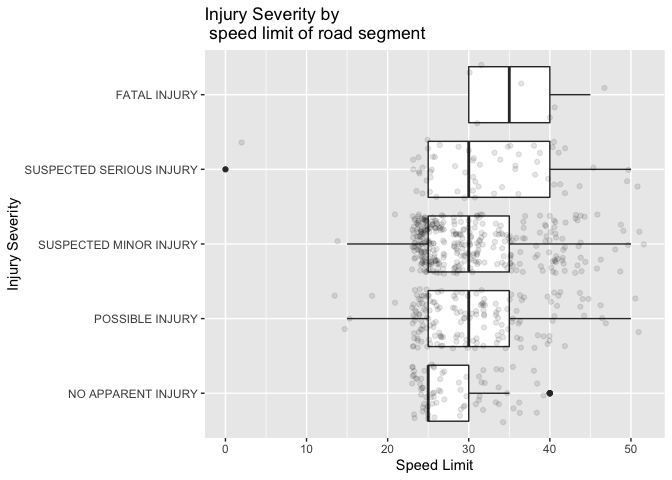 Injury Severity by
speed limit of road segment
FATAL INJURY
SUSPECTED SERIOUS INJURY
SUSPECTED MINOR INJURY
POSSIBLE INJURY
NO APPARENT INJURY
Injury Severity
0 10 20 30 40 50
Speed Limit